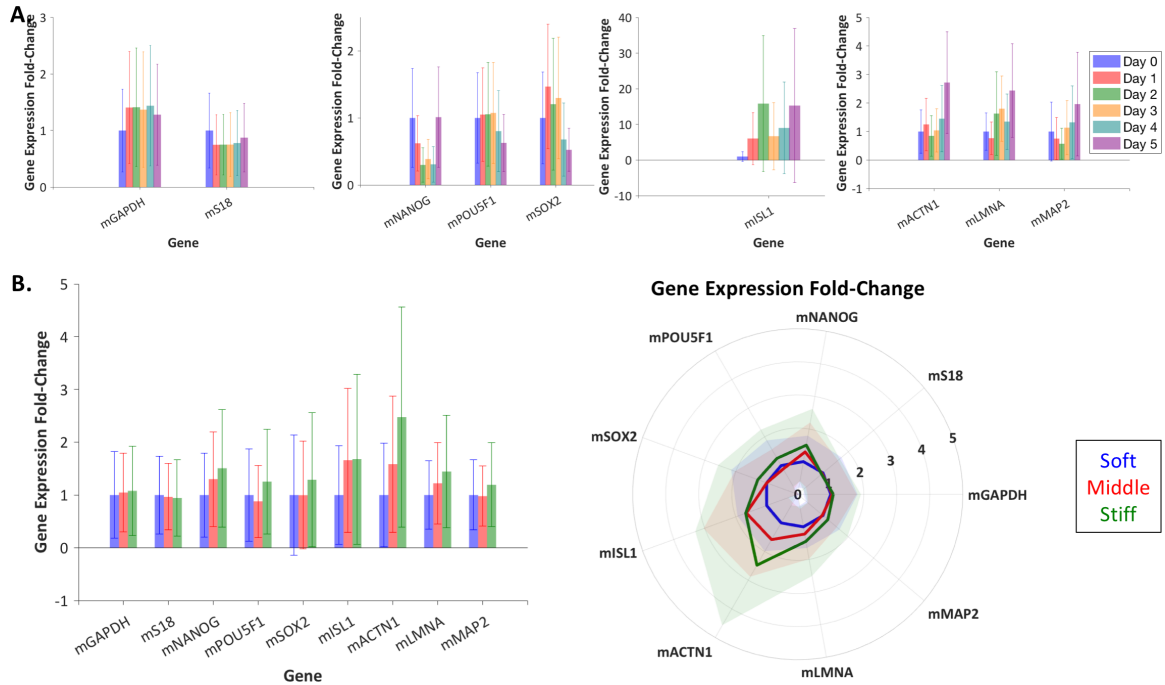 A.
Gene Expression Fold-Change
3
2
1
0
mGAPDH
mS18
Gene
Gene Expression Fold-Change
2
1
0
mNANOG
mPOU5F1
mSOX2
Gene
Gene Expression Fold-Change
40
30
20
10
0
-10
mISL1
Gene
Gene Expression Fold-Change
5
4
3
2
1
0
-1
mACTN1
mLMNA
mMAP2
Gene
Day 0
Day 1
Day 2
Day 3
Day 4
Day 5
B.
Gene Expression Fold-Change
5
4
3
2
1
0
-1
mGAPDH
mS18
mNANOG
mPOU5F1
mSOX2
mISL1
mACTN1
mLMNA
mMAP2
Gene
Gene Expression Fold-Change
mNANOG
mPOU5F1
mS18
mSOX2
5
4
3
2
1
0
mGAPDH
mISL1
mMAP2
mACTN1
mLMNA
Soft
Middle
Stiff